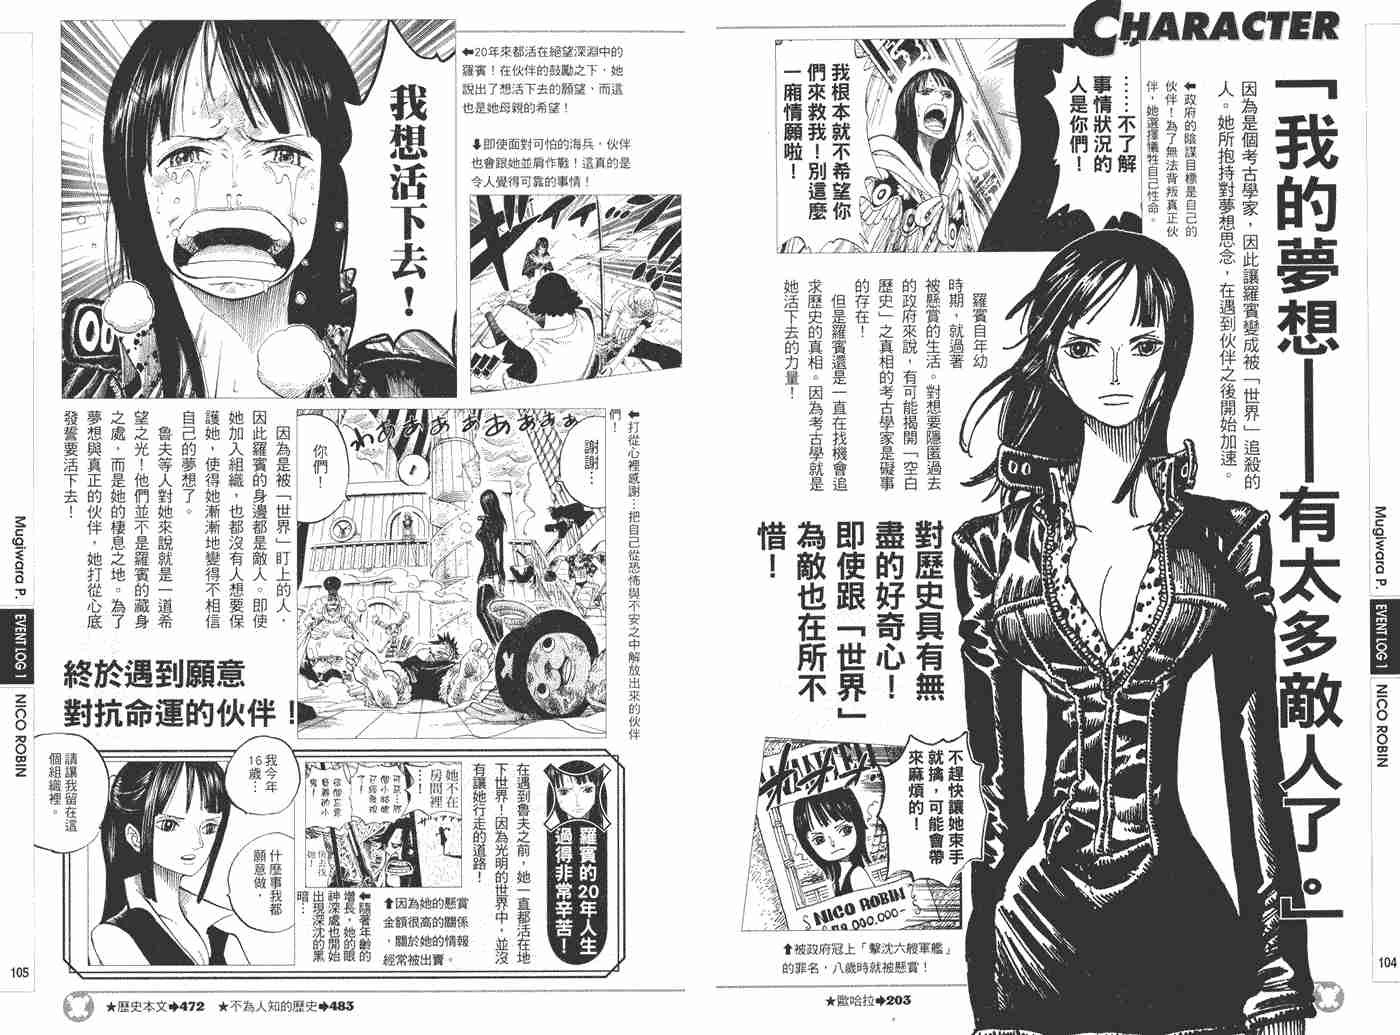 CHARACTER
「我的夢想——有太多敵人了。」
因為是個考古學家，因此讓羅賓變成被「世界」追殺的
人。她所抱持對夢想思念，在遇到伙伴之後開始加速。
……不了解
事情狀況的
人是你們！
我根本就不希望你
們來救我！別這麼
一廂情願啦！
⬅政府的陰謀目標是自己的
伙伴！為了無法背叛真正伙
伴，她選擇犧牲自己性命。
羅賓自年幼
時期，就過著
被懸賞的生活。對想要隱匿過去
的政府來說，有可能揭開「空白
歷史」之真相的考古學家是礙事
的存在！
但是羅賓還是一直在找機會追
求歷史的真相。因為考古學就是
她活下去的力量！
對歷史具有無
盡的好奇心！
即使跟「世界」
為敵也在所不
惜！
不趕快讓她束手
就擒，可能會帶
來麻煩的！
NICO ROBIN
79,000,000-
⬆被政府冠上「擊沈六艘軍艦」
的罪名，八歲時就被懸賞！
★歐哈拉➡203
Mugiwara P.
EVENT LOG 1
NICO ROBIN
104
我想活下去！
⬅20年來都活在絕望深淵中的
羅賓！在伙伴的鼓勵之下，她
說出了想活下去的願望、而這
也是她母親的希望！
⬇即使面對可怕的海兵，伙伴
也會跟她並肩作戰！這真的是
令人覺得可靠的事情！
⬅打從心裡感謝…把自己從恐怖與不安之中解放出來的伙伴
們！
わあああああぁぁ
謝謝…
你們！
因為是被「世界」盯上的人，
因此羅賓的身邊都是敵人。即使
她加入組織，也都沒有人想要保
護她，使得她漸漸地變得不相信
自己的夢想了。
魯夫等人對她來說就是一道希
望之光！他們並不是羅賓的藏身
之處，而是她的棲息之地。為了
夢想與真正的伙伴，她打從心底
發誓要活下去！
終於遇到願意
對抗命運的伙伴！
羅賓的20年人生
過得非常辛苦！
在遇到魯夫之前，她一直都活在地
下世界！因為光明的世界中，並沒
有讓她行走的道路！
她不在
房間裡
…！
⬆因為她的懸賞
金額很高的關係
，關於她的情報
經常被出賣。
⬅隨著年齡的
增長，她的眼
神深處也開始
出現深沈的黑
暗…
我今年
16歲…
什麼事我都
願意做，
請讓我留在這
個組織裡。
★歷史本文➡472 ★不為人知的歷史➡483
Mugiwara P.
EVENT LOG 1
NICO ROBIN
105